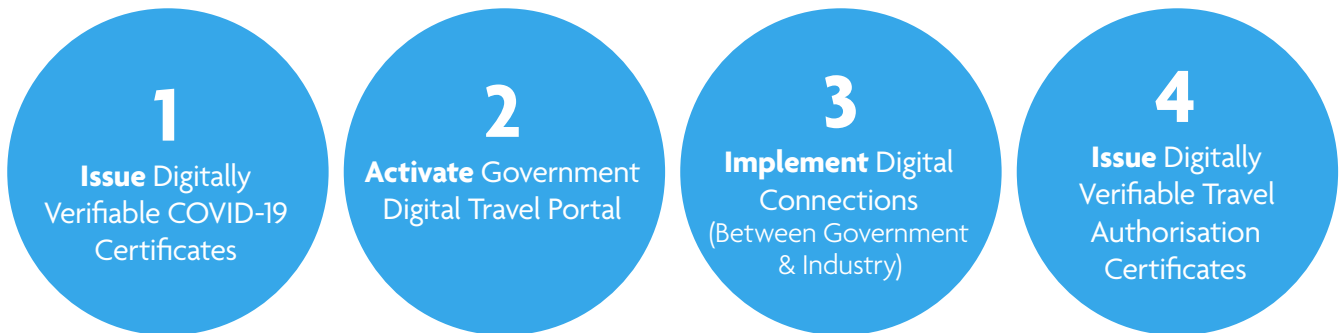 1
Issue Digitally
Verifiable COVID-19
Certificates
2
Activate Government
Digital Travel Portal
3
Implement Digital
Connections
(Between Government
& Industry)
4
Issue Digitally
Verifiable Travel
Authorisation
Certificates